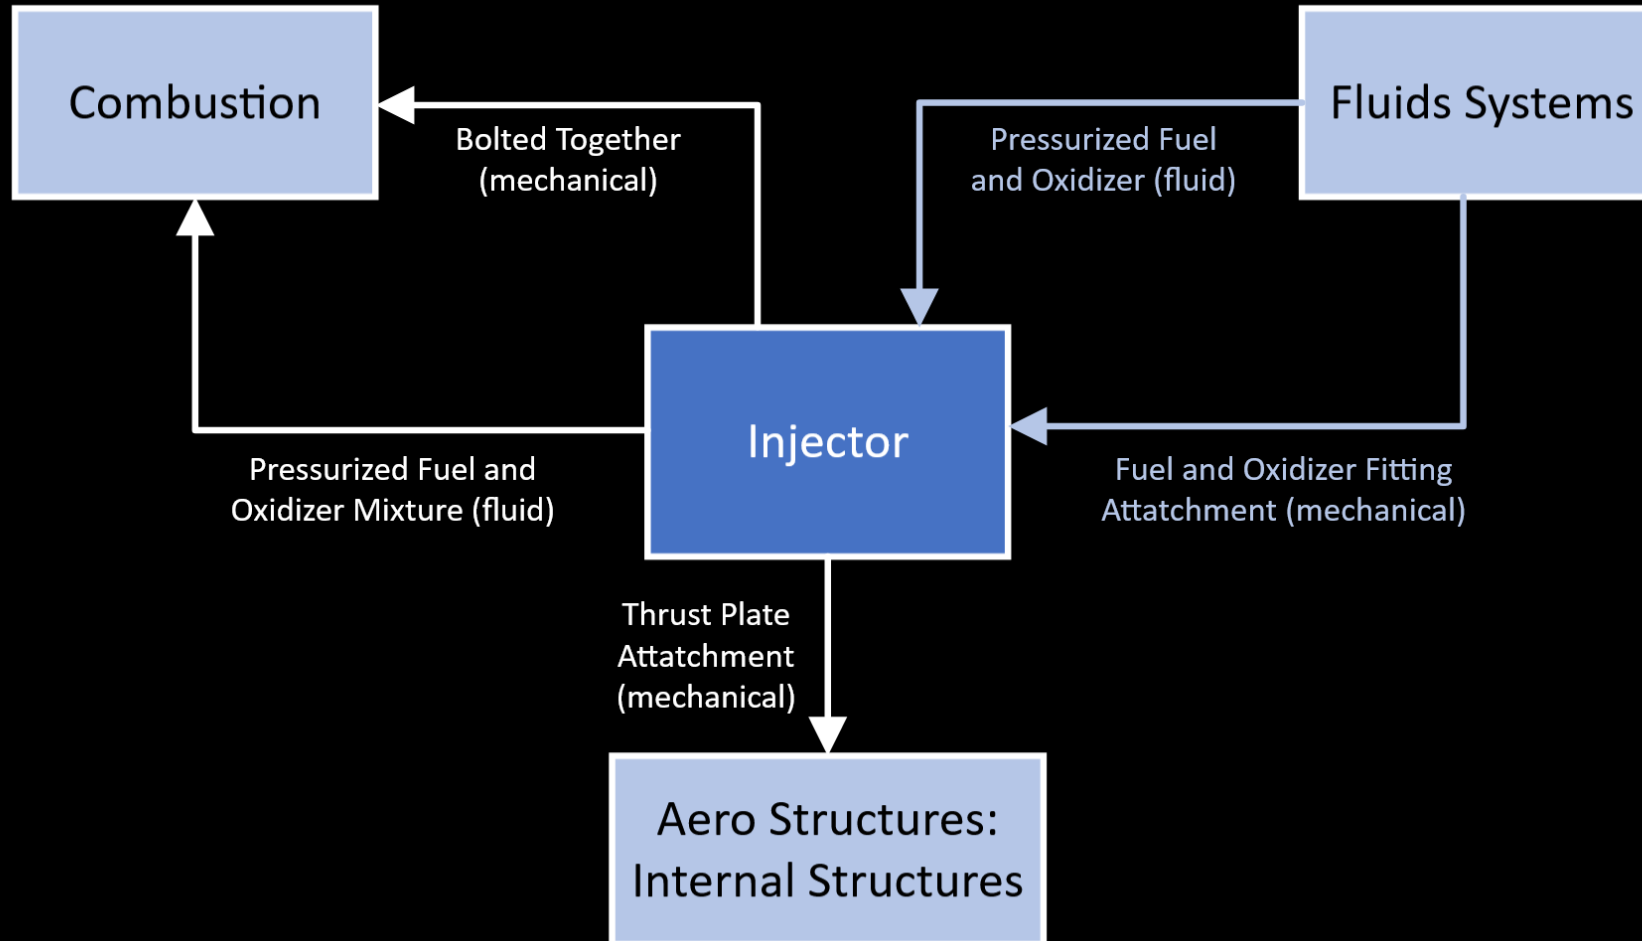 Combustion
Fluids Systems
Bolted Together
(mechanical)
Pressurized Fuel
and Oxidizer (fluid)
Injector
Pressurized Fuel and
Oxidizer Mixture (fluid)
Fuel and Oxidizer Fitting
Attatchment (mechanical)
Thrust Plate
Attatchment
(mechanical)
Aero Structures:
Internal Structures